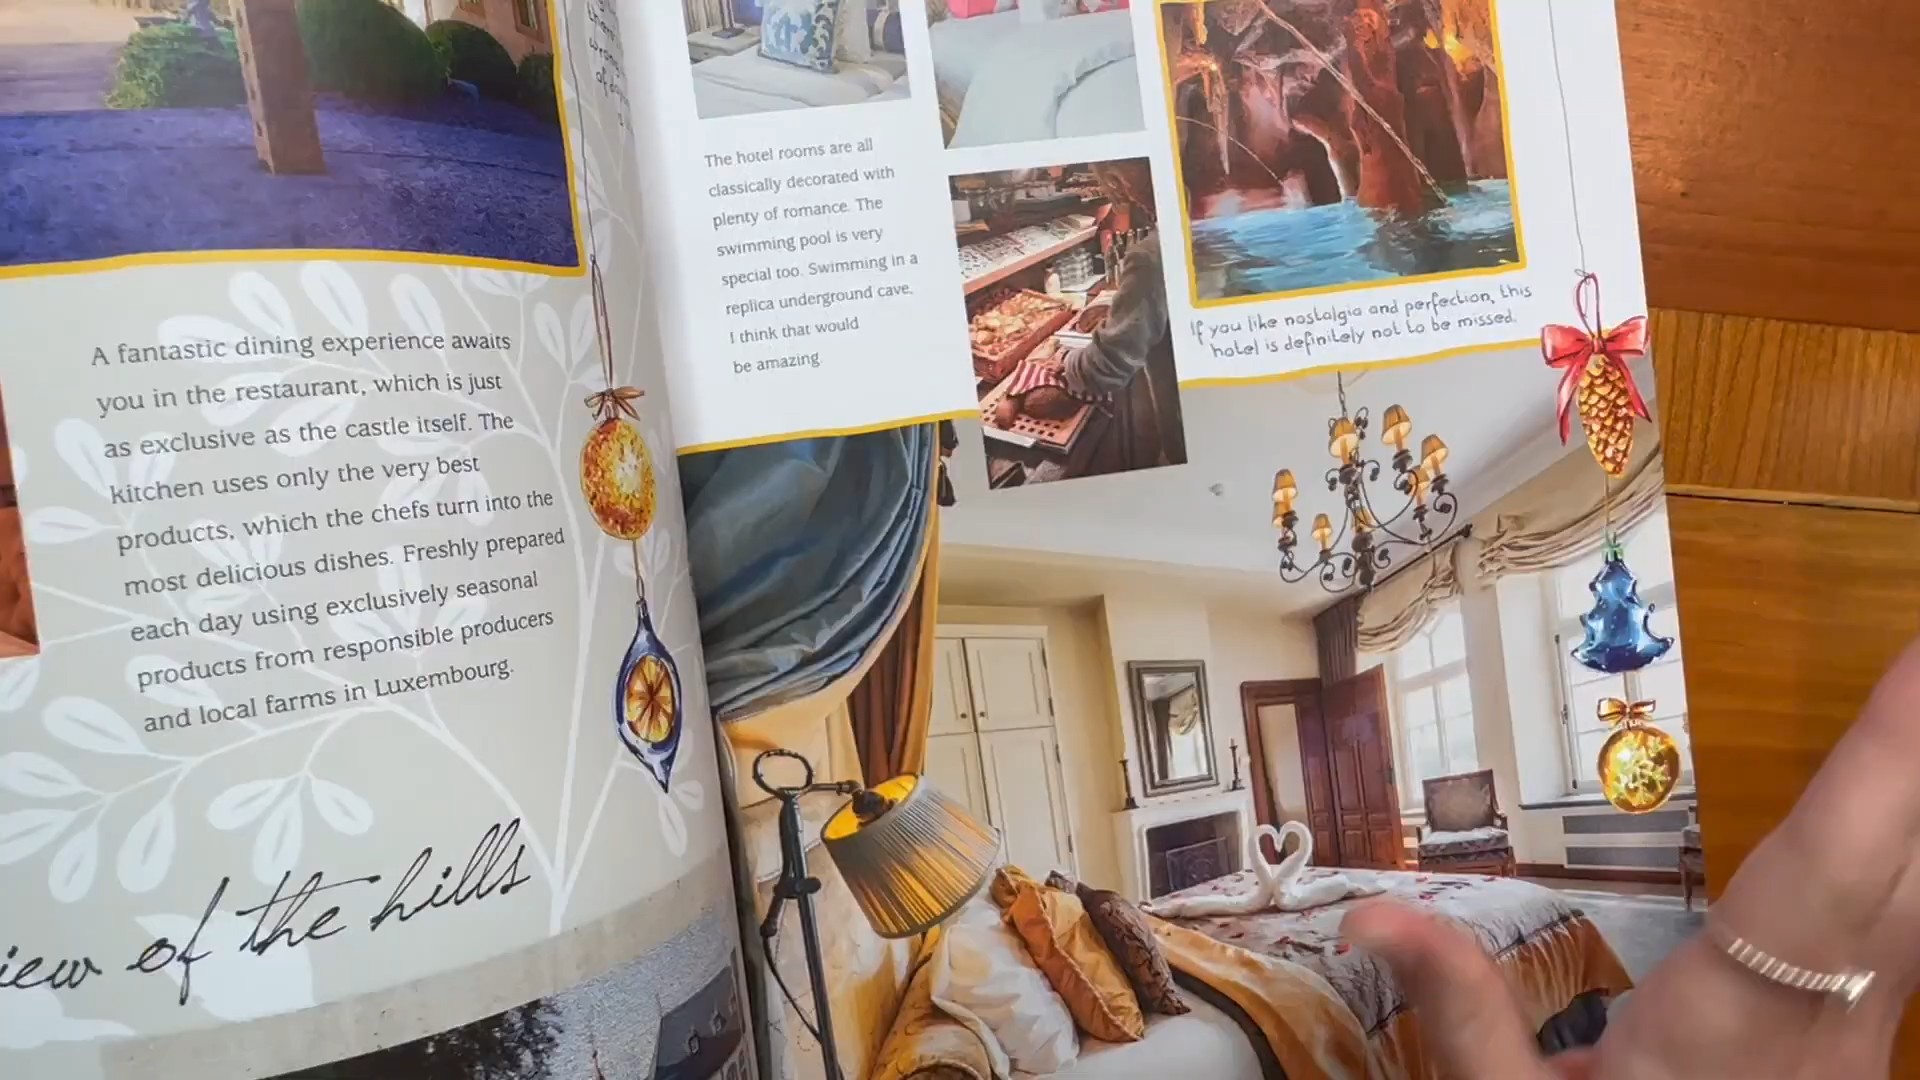 A fantastic dining experience awaits
you in the restaurant, which is just
as exclusive as the castle itself. The
kitchen uses only the very best
products, which the chefs turn into the
most delicious dishes. Freshly prepared
each day using exclusively seasonal
products from responsible producers
and local farms in Luxembourg.
of the hills
The hotel rooms are all
classically decorated with
plenty of romance. The
swimming pool is very
special too. Swimming in a
replica underground cave,
I think that would
be amazing.
If you like nostalgia and perfection, this
hotel is definitely not to be missed.